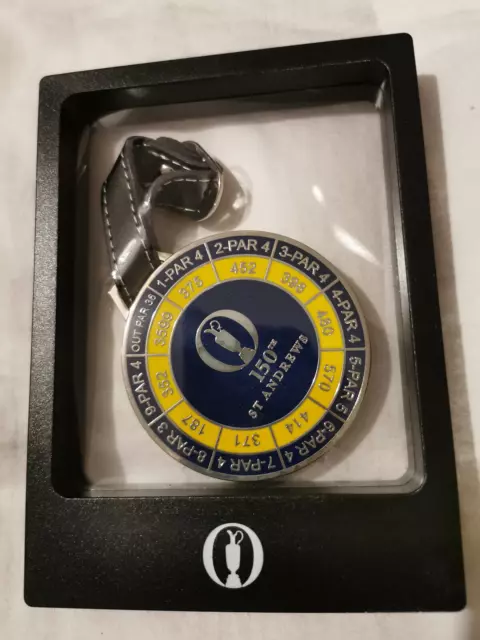 OUT PAR 36
1-PAR 4
2-PAR 4
3-PAR 4
4-PAR 4
5-PAR 5
6-PAR 4
7-PAR 4
8-PAR 3
9-PAR 4
3599
375
452
398
480
570
414
371
187
352
150TH
ST ANDREWS